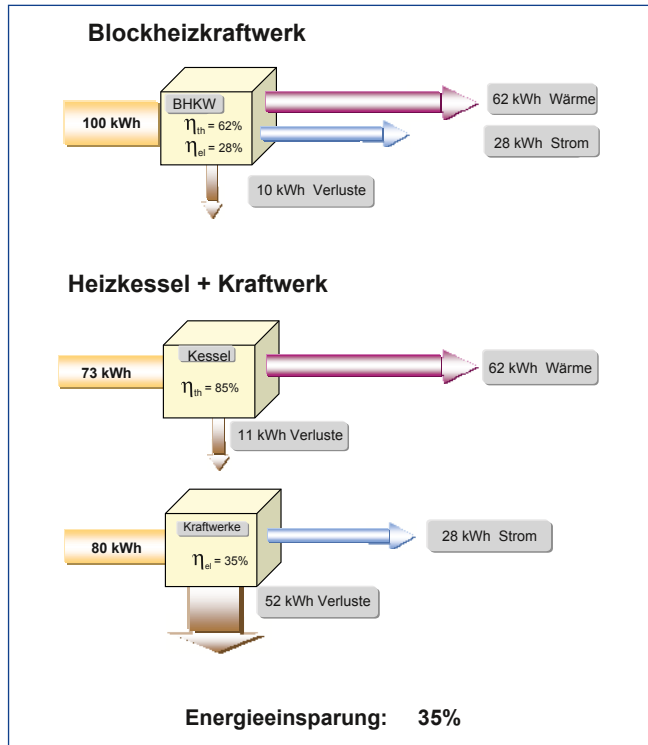 Blockheizkraftwerk
BHKW
100 kWh
ηth = 62%
ηel = 28%
62 kWh Wärme
28 kWh Strom
10 kWh Verluste
Heizkessel + Kraftwerk
Kessel
73 kWh
ηth = 85%
62 kWh Wärme
11 kWh Verluste
Kraftwerke
80 kWh
ηel = 35%
28 kWh Strom
52 kWh Verluste
Energieeinsparung: 35%